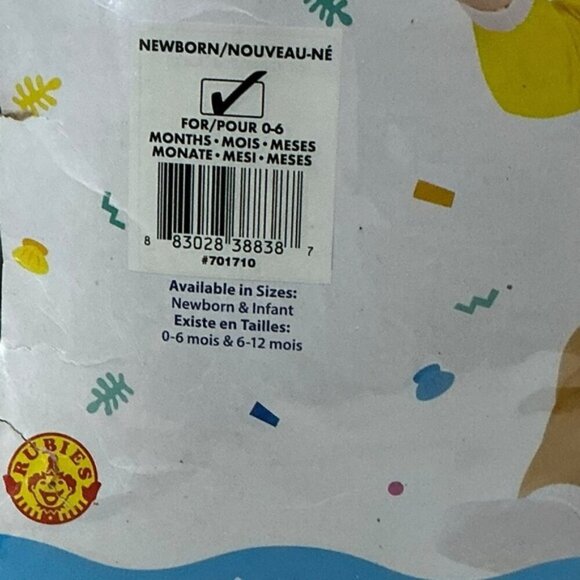 NEWBORN/NOUVEAU-NÉ
FOR/POUR 0-6
MONTHS • MOIS • MESES
MONATE • MESI • MESES
8 83028 38838 7
#701710
Available in Sizes:
Newborn & Infant
Existe en Tailles:
0-6 mois & 6-12 mois
RUBIES